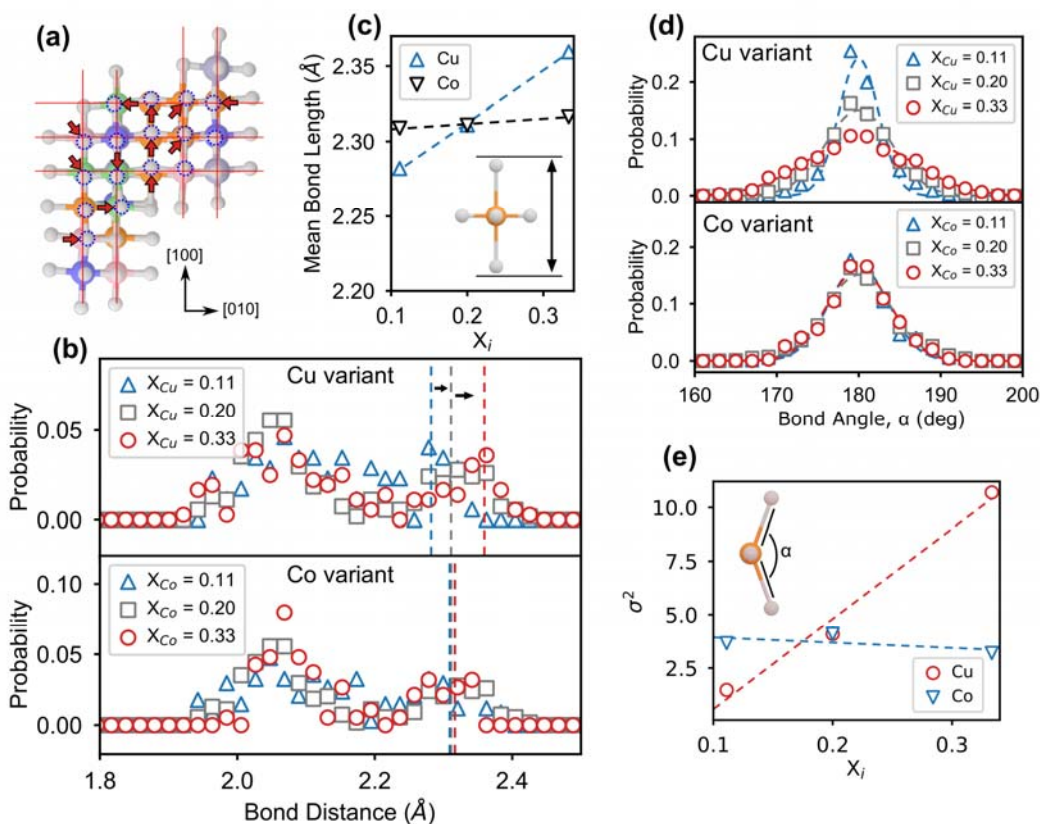 (a)
[100]
[010]
(c)
Mean Bond Length (Å)
2.35
2.30
2.25
2.20
Cu
Co
0.1
0.2
0.3
X_i
(d)
Cu variant
X_Cu = 0.11
X_Cu = 0.20
X_Cu = 0.33
Probability
0.2
0.1
0.0
Co variant
X_Co = 0.11
X_Co = 0.20
X_Co = 0.33
Probability
0.2
0.1
0.0
160
170
180
190
200
Bond Angle, α (deg)
(b)
Cu variant
X_Cu = 0.11
X_Cu = 0.20
X_Cu = 0.33
Probability
0.05
0.00
Co variant
X_Co = 0.11
X_Co = 0.20
X_Co = 0.33
Probability
0.10
0.05
0.00
1.8
2.0
2.2
2.4
Bond Distance (Å)
(e)
σ²
10.0
7.5
5.0
2.5
α
Cu
Co
0.1
0.2
0.3
X_i